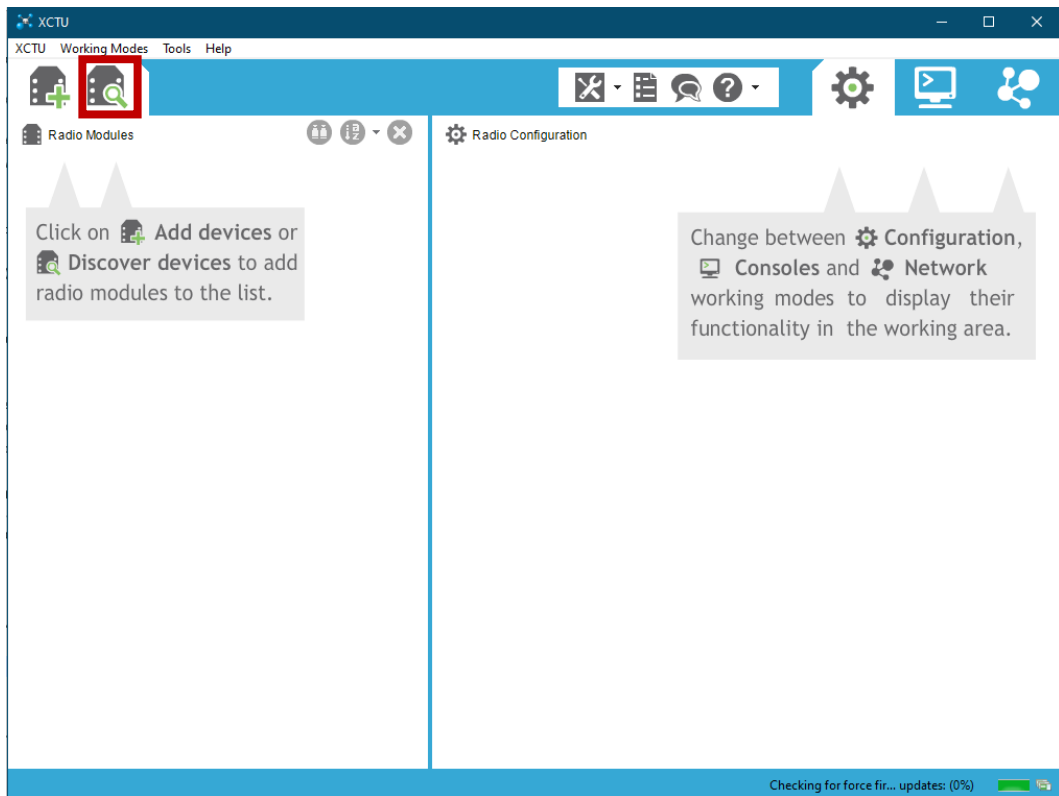 XCTU
XCTU Working Modes Tools Help
Radio Modules
Radio Configuration
Click on Add devices or
Discover devices to add
radio modules to the list.
Change between Configuration,
Consoles and Network
working modes to display their
functionality in the working area.
Checking for force fir... updates: (0%)